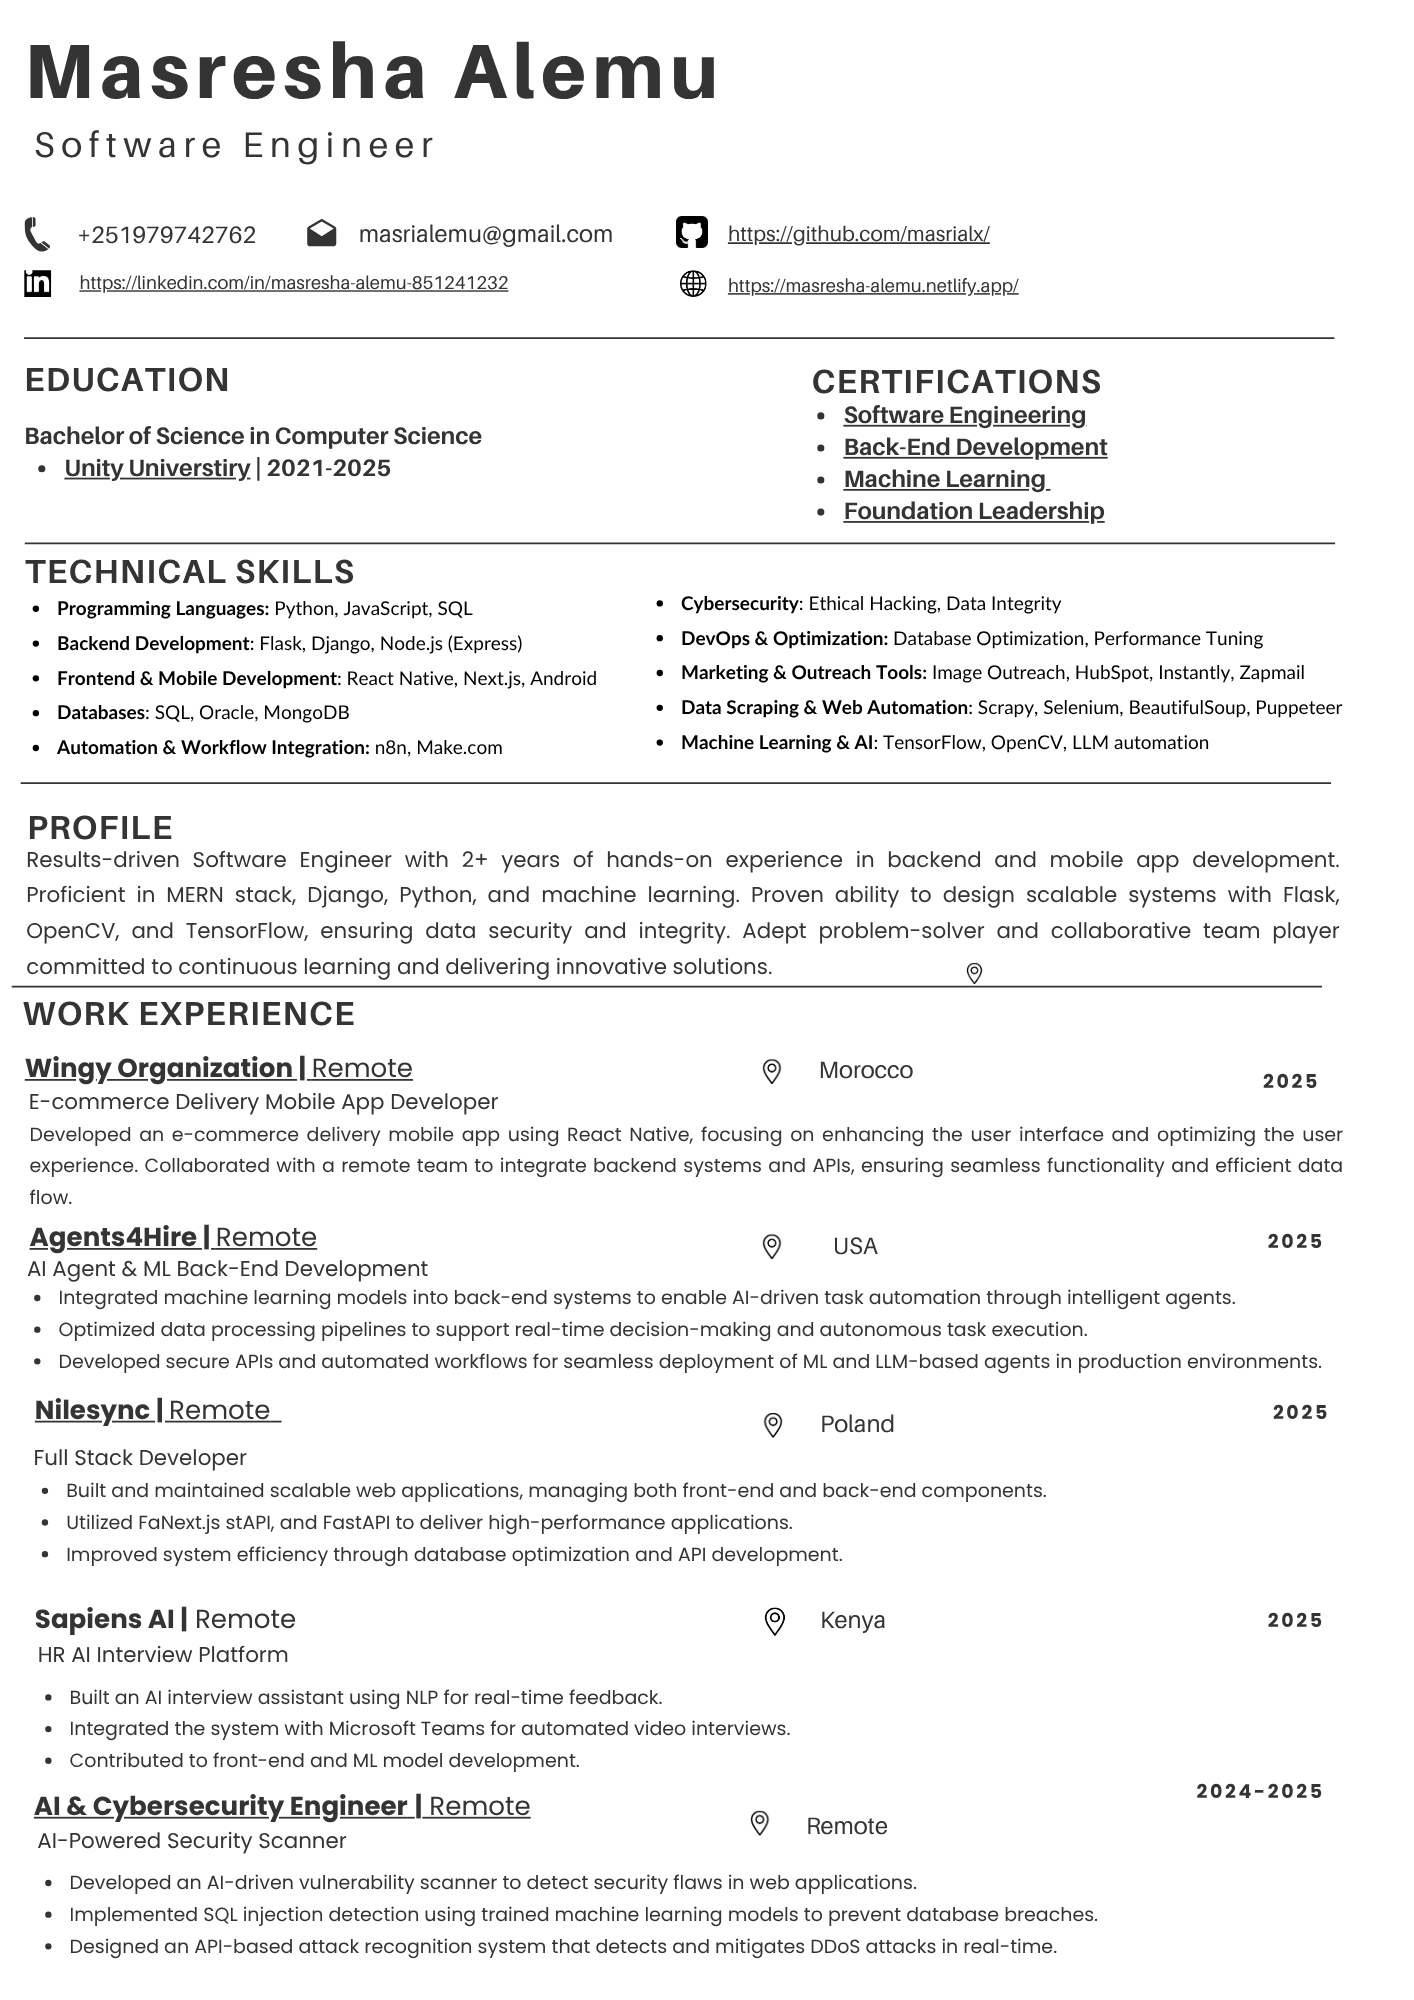 Masresha Alemu
Software Engineer
+251979742762 masrialemu@gmail.com https://github.com/masrialx/
https://linkedin.com/in/masresha-alemu-851241232 https://masresha-alemu.netlify.app/
EDUCATION
Bachelor of Science in Computer Science
• Unity Universtiry | 2021-2025
CERTIFICATIONS
• Software Engineering
• Back-End Development
• Machine Learning
• Foundation Leadership
TECHNICAL SKILLS
• Programming Languages: Python, JavaScript, SQL
• Backend Development: Flask, Django, Node.js (Express)
• Frontend & Mobile Development: React Native, Next.js, Android
• Databases: SQL, Oracle, MongoDB
• Automation & Workflow Integration: n8n, Make.com
• Cybersecurity: Ethical Hacking, Data Integrity
• DevOps & Optimization: Database Optimization, Performance Tuning
• Marketing & Outreach Tools: Image Outreach, HubSpot, Instantly, Zapmail
• Data Scraping & Web Automation: Scrapy, Selenium, BeautifulSoup, Puppeteer
• Machine Learning & AI: TensorFlow, OpenCV, LLM automation
PROFILE
Results-driven Software Engineer with 2+ years of hands-on experience in backend and mobile app development.
Proficient in MERN stack, Django, Python, and machine learning. Proven ability to design scalable systems with Flask,
OpenCV, and TensorFlow, ensuring data security and integrity. Adept problem-solver and collaborative team player
committed to continuous learning and delivering innovative solutions.
WORK EXPERIENCE
Wingy Organization | Remote Morocco 2025
E-commerce Delivery Mobile App Developer
Developed an e-commerce delivery mobile app using React Native, focusing on enhancing the user interface and optimizing the user
experience. Collaborated with a remote team to integrate backend systems and APIs, ensuring seamless functionality and efficient data
flow.
Agents4Hire | Remote USA 2025
AI Agent & ML Back-End Development
• Integrated machine learning models into back-end systems to enable AI-driven task automation through intelligent agents.
• Optimized data processing pipelines to support real-time decision-making and autonomous task execution.
• Developed secure APIs and automated workflows for seamless deployment of ML and LLM-based agents in production environments.
Nilesync | Remote Poland 2025
Full Stack Developer
• Built and maintained scalable web applications, managing both front-end and back-end components.
• Utilized FaNext.js stAPI, and FastAPI to deliver high-performance applications.
• Improved system efficiency through database optimization and API development.
Sapiens AI | Remote Kenya 2025
HR AI Interview Platform
• Built an AI interview assistant using NLP for real-time feedback.
• Integrated the system with Microsoft Teams for automated video interviews.
• Contributed to front-end and ML model development.
AI & Cybersecurity Engineer | Remote Remote 2024-2025
AI-Powered Security Scanner
• Developed an AI-driven vulnerability scanner to detect security flaws in web applications.
• Implemented SQL injection detection using trained machine learning models to prevent database breaches.
• Designed an API-based attack recognition system that detects and mitigates DDoS attacks in real-time.